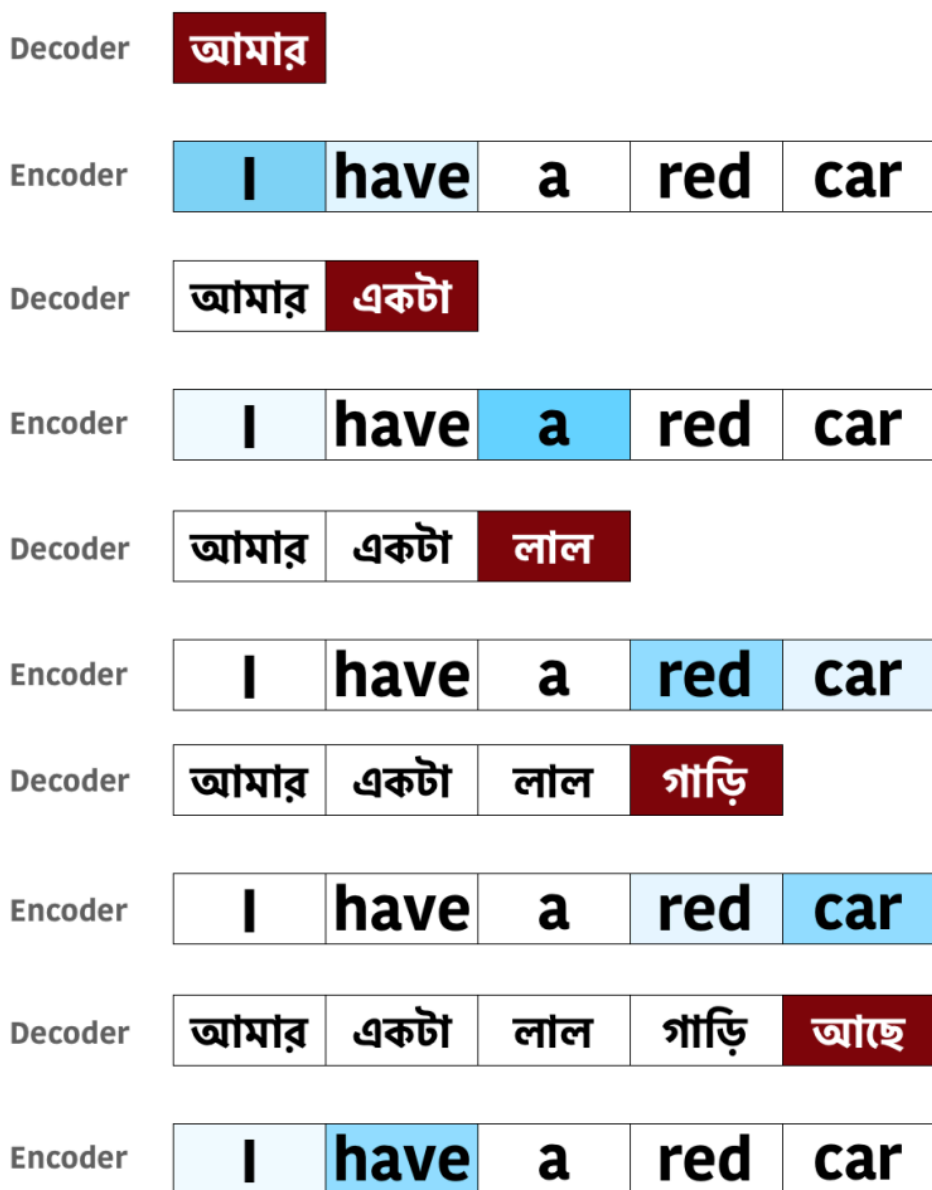 Decoder আমার
Encoder I have a red car
Decoder আমার একটা
Encoder I have a red car
Decoder আমার একটা লাল
Encoder I have a red car
Decoder আমার একটা লাল গাড়ি
Encoder I have a red car
Decoder আমার একটা লাল গাড়ি আছে
Encoder I have a red car